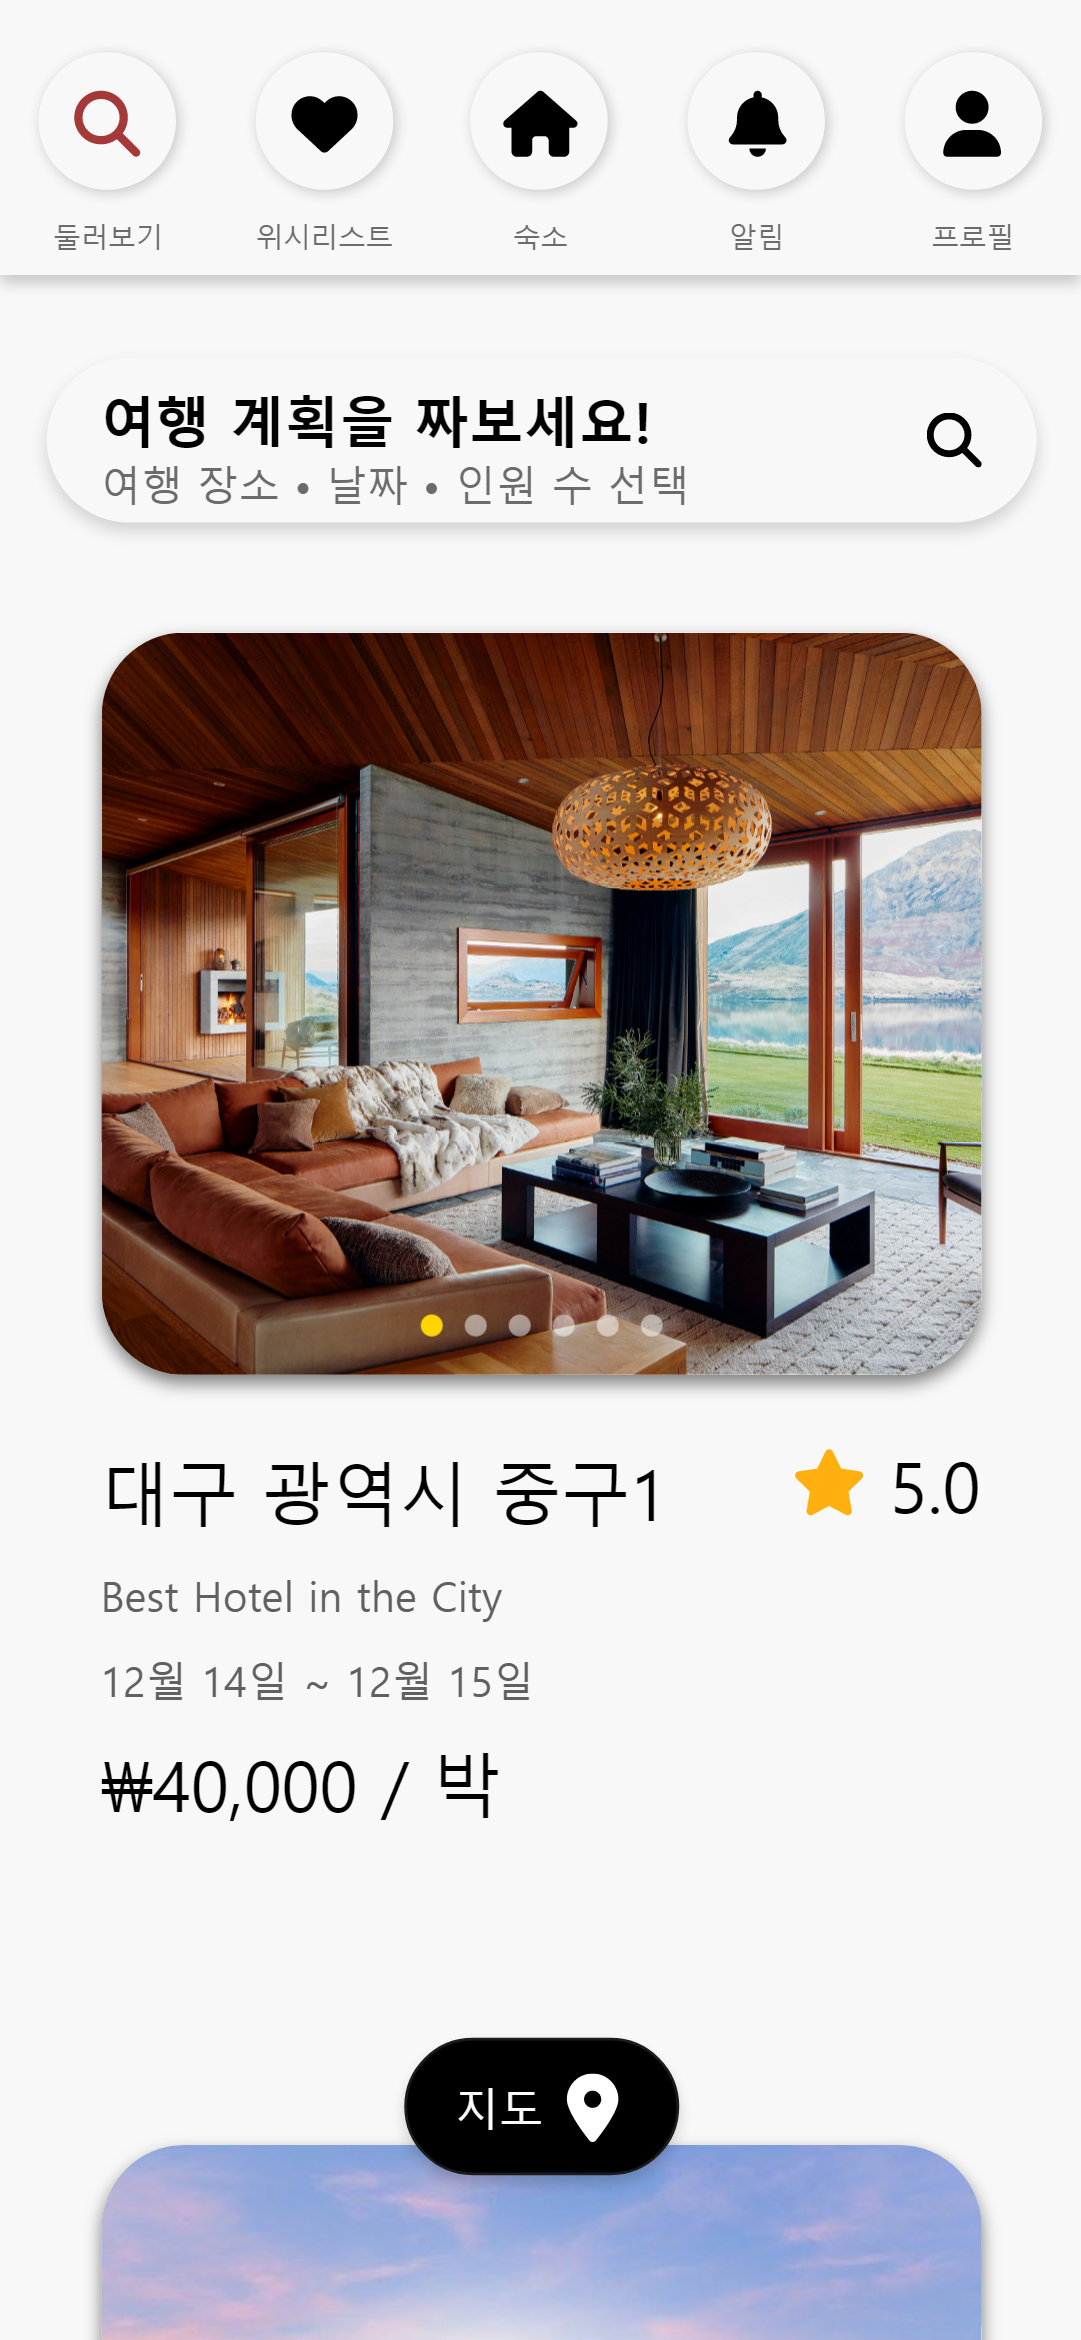 둘러보기 위시리스트 숙소 알림 프로필
여행 계획을 짜보세요!
여행 장소 • 날짜 • 인원 수 선택
대구 광역시 중구1 5.0
Best Hotel in the City
12월 14일 ~ 12월 15일
₩40,000 / 박
지도